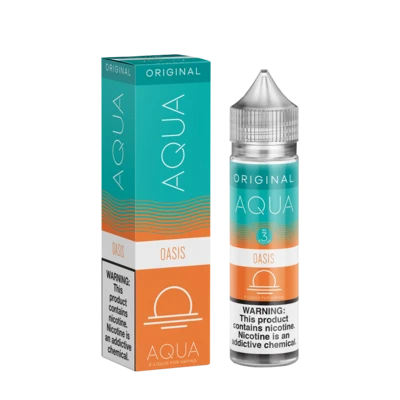 ORIGINAL
AQUA
OASIS
OASIS
WARNING:
This product
contains
nicotine.
Nicotine is
an addictive
chemical.
AQUA
ORIGINAL
AQUA
3
OASIS
WARNING:
This product
contains nicotine.
Nicotine is an
addictive chemical.